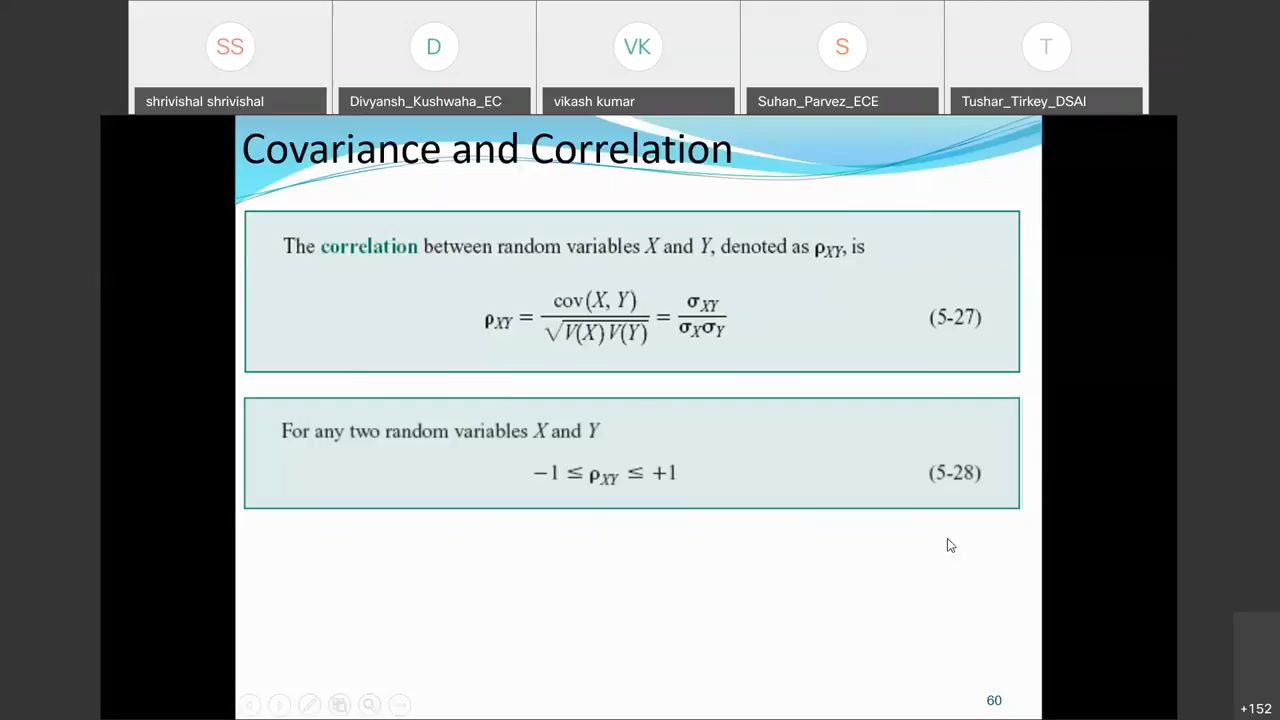 SS
D
VK
S
T
shrivishal shrivishal
Divyansh_Kushwaha_EC
vikash kumar
Suhan_Parvez_ECE
Tushar_Tirkey_DSAI
Covariance and Correlation
The correlation between random variables X and Y, denoted as ρXY, is
ρXY = cov(X, Y) / √V(X) V(Y) = σXY / σXσY (5-27)
For any two random variables X and Y
−1 ≤ ρXY ≤ +1 (5-28)
60
+152